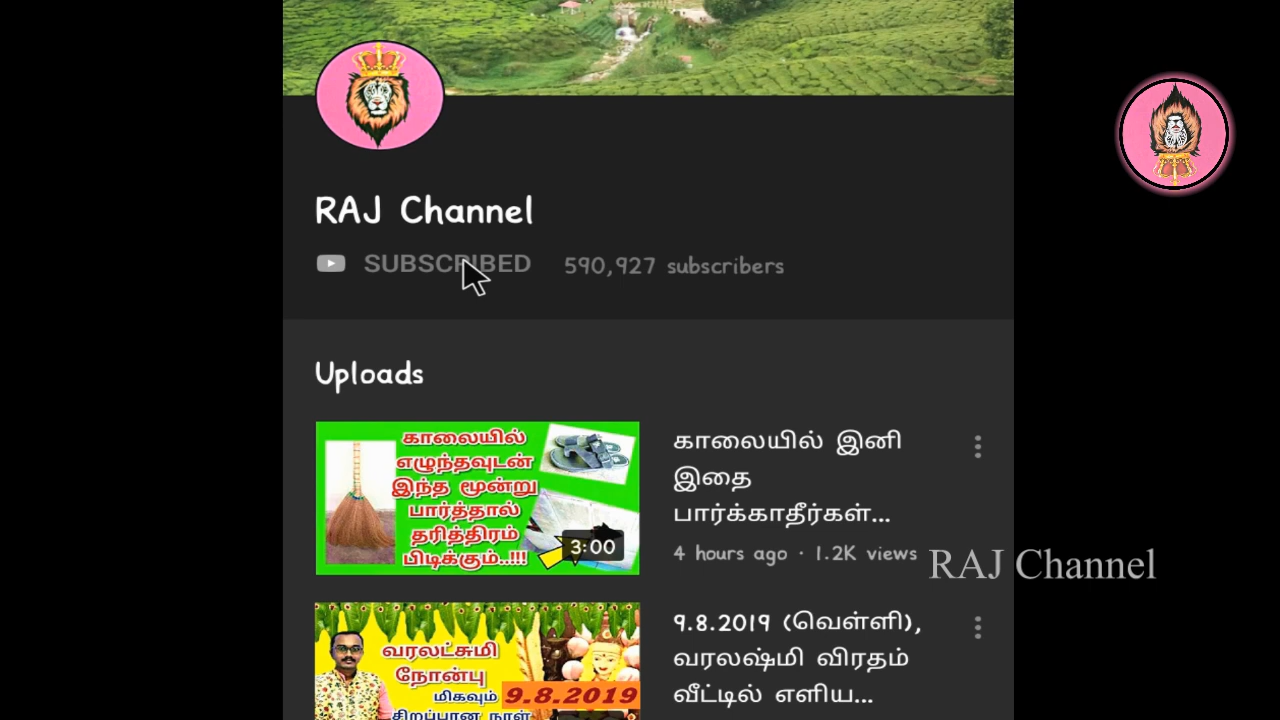 RAJ Channel
SUBSCRIBED 590,927 subscribers
Uploads
காலையில்
எழுந்தவுடன்
இந்த மூன்று
பார்த்தால்
தரித்திரம்
பிடிக்கும்..!!!
3:00
காலையில் இனி
இதை
பார்க்காதீர்கள்...
4 hours ago · 1.2K views
RAJ Channel
வரலட்சுமி
நோன்பு
மிகவும் 9.8.2019
சிறப்பான நாள்
9.8.2019 (வெள்ளி),
வரலஷ்மி விரதம்
வீட்டில் எளிய...